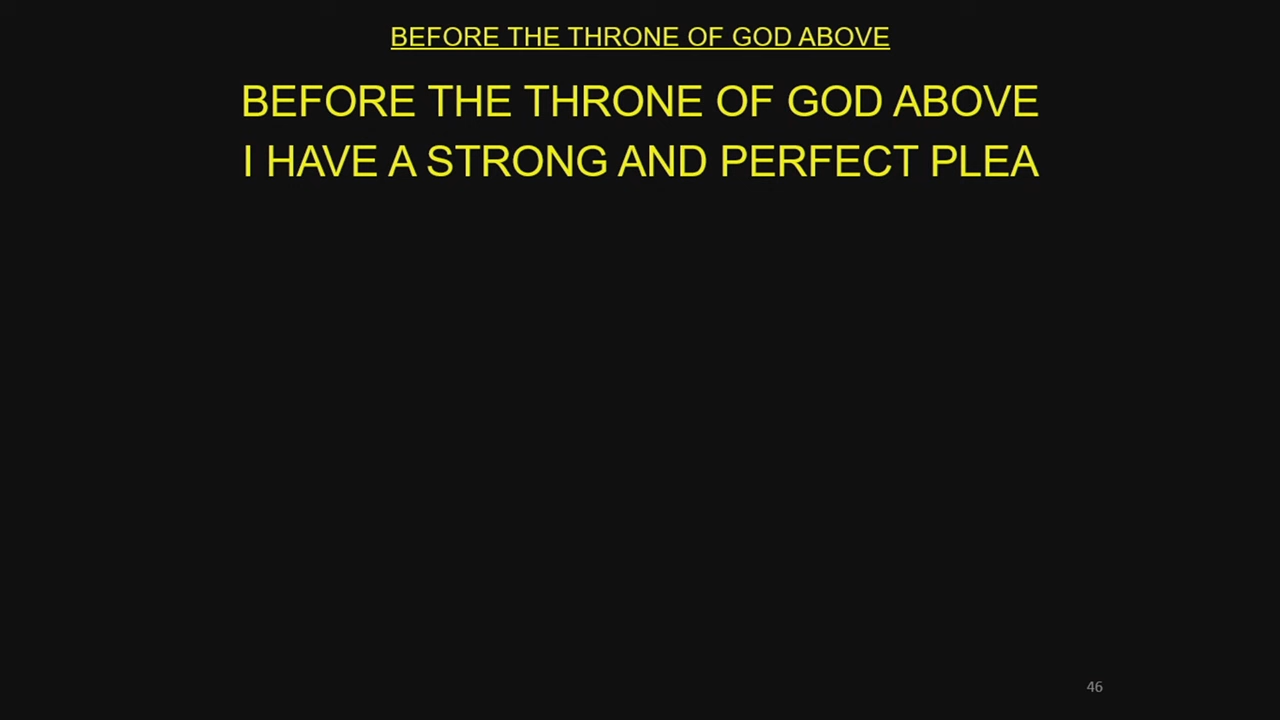 BEFORE THE THRONE OF GOD ABOVE
BEFORE THE THRONE OF GOD ABOVE
I HAVE A STRONG AND PERFECT PLEA
46